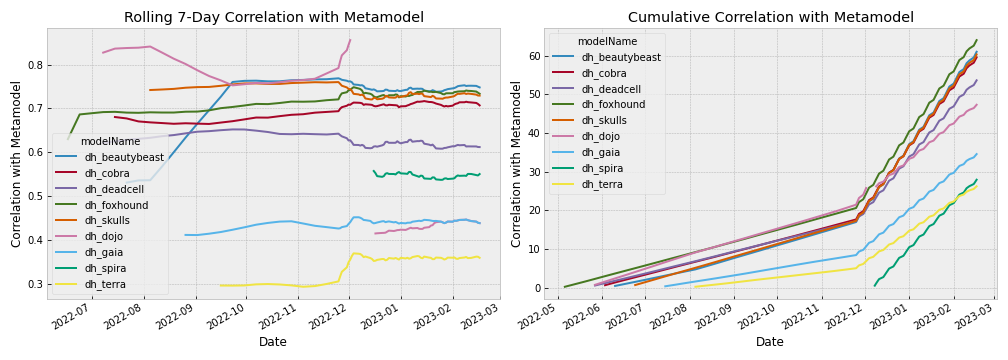 Rolling 7-Day Correlation with Metamodel
Correlation with Metamodel
0.8
0.7
0.6
0.5
0.4
0.3
modelName
dh_beautybeast
dh_cobra
dh_deadcell
dh_foxhound
dh_skulls
dh_dojo
dh_gaia
dh_spira
dh_terra
2022-07
2022-08
2022-09
2022-10
2022-11
2022-12
2023-01
2023-02
2023-03
Date
Cumulative Correlation with Metamodel
Correlation with Metamodel
60
50
40
30
20
10
0
modelName
dh_beautybeast
dh_cobra
dh_deadcell
dh_foxhound
dh_skulls
dh_dojo
dh_gaia
dh_spira
dh_terra
2022-05
2022-06
2022-07
2022-08
2022-09
2022-10
2022-11
2022-12
2023-01
2023-02
2023-03
Date